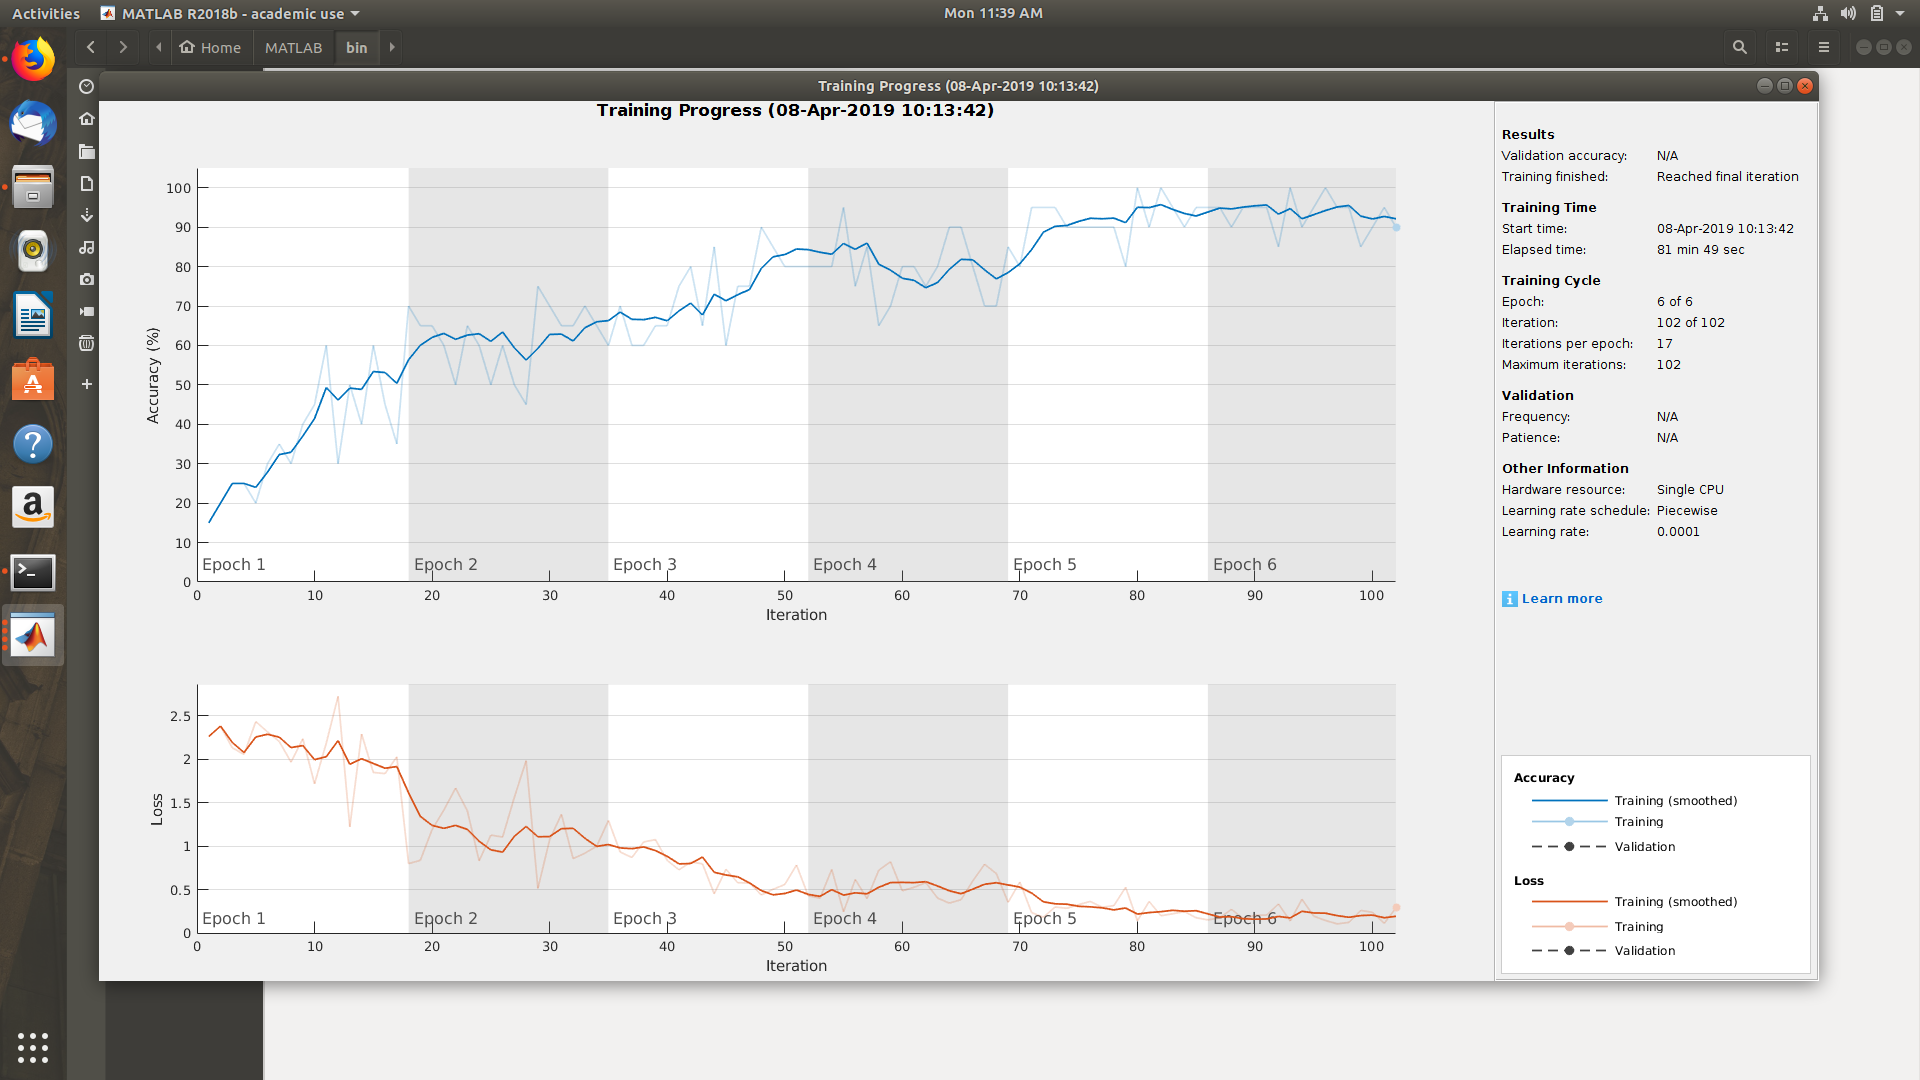 Activities MATLAB R2018b - academic use Mon 11:39 AM
Home MATLAB bin
Training Progress (08-Apr-2019 10:13:42)
Training Progress (08-Apr-2019 10:13:42)
100
90
80
70
60
50
40
30
20
10
0
Accuracy (%)
Epoch 1 Epoch 2 Epoch 3 Epoch 4 Epoch 5 Epoch 6
0 10 20 30 40 50 60 70 80 90 100
Iteration
2.5
2
1.5
1
0.5
0
Loss
Epoch 1 Epoch 2 Epoch 3 Epoch 4 Epoch 5 Epoch 6
0 10 20 30 40 50 60 70 80 90 100
Iteration
Results
Validation accuracy: N/A
Training finished: Reached final iteration
Training Time
Start time: 08-Apr-2019 10:13:42
Elapsed time: 81 min 49 sec
Training Cycle
Epoch: 6 of 6
Iteration: 102 of 102
Iterations per epoch: 17
Maximum iterations: 102
Validation
Frequency: N/A
Patience: N/A
Other Information
Hardware resource: Single CPU
Learning rate schedule: Piecewise
Learning rate: 0.0001
Learn more
Accuracy
Training (smoothed)
Training
Validation
Loss
Training (smoothed)
Training
Validation